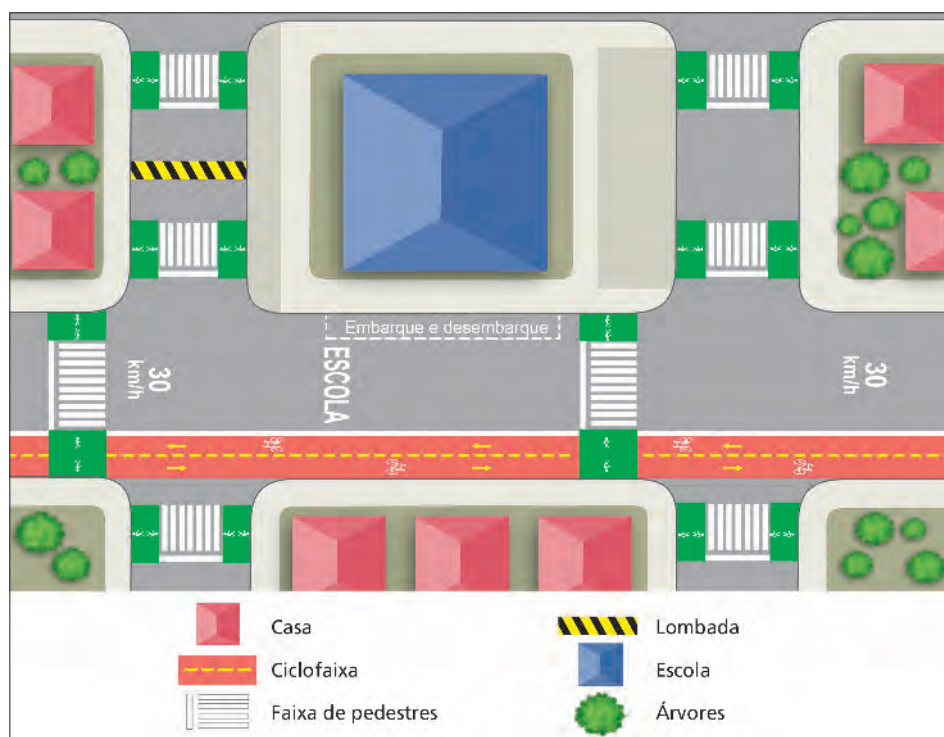 Embarque e desembarque
ESCOLA
30
km/h
30
km/h
Casa
Lombada
Ciclofaixa
Escola
Faixa de pedestres
Árvores